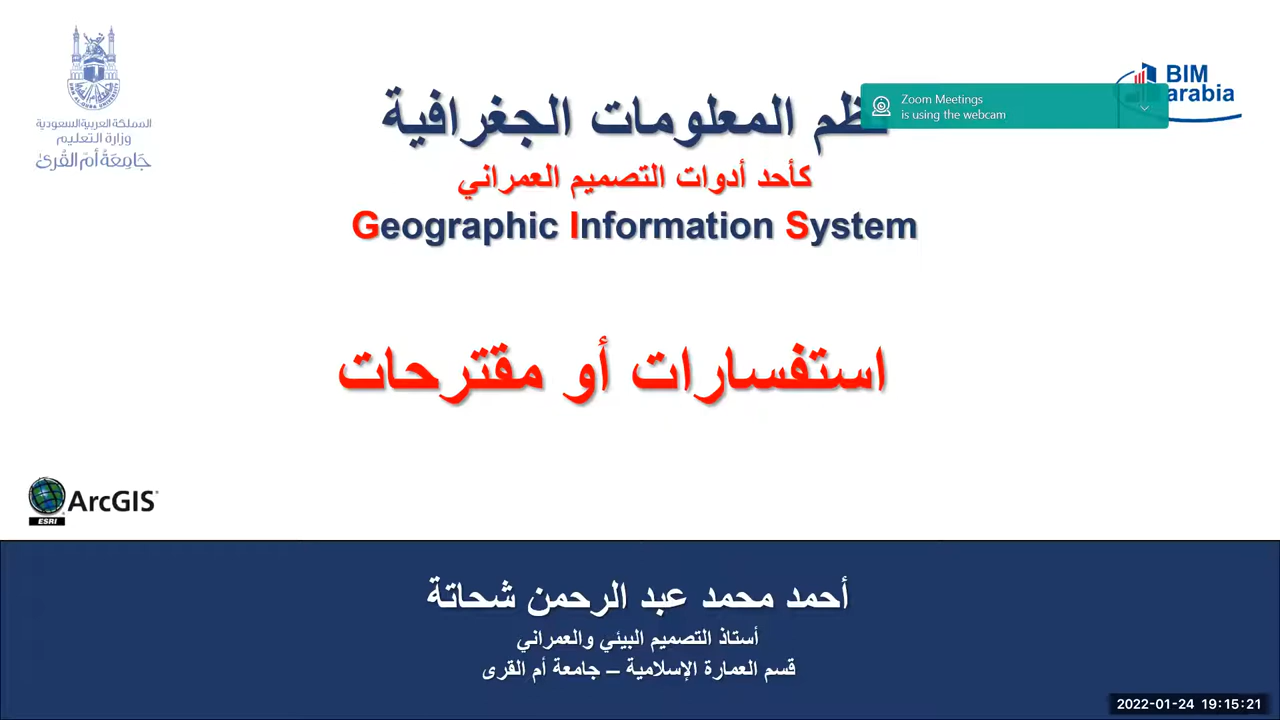 المملكة العربية السعودية
وزارة التعليم
جامعة أم القرى
BIM
arabia
Zoom Meetings
is using the webcam
المعلومات الجغرافية
كأحد أدوات التصميم العمراني
Geographic Information System
استفسارات أو مقترحات
ArcGIS
ESRI
أحمد محمد عبد الرحمن شحاتة
أستاذ التصميم البيئي والعمراني
قسم العمارة الإسلامية – جامعة أم القرى
2022-01-24 19:15:21